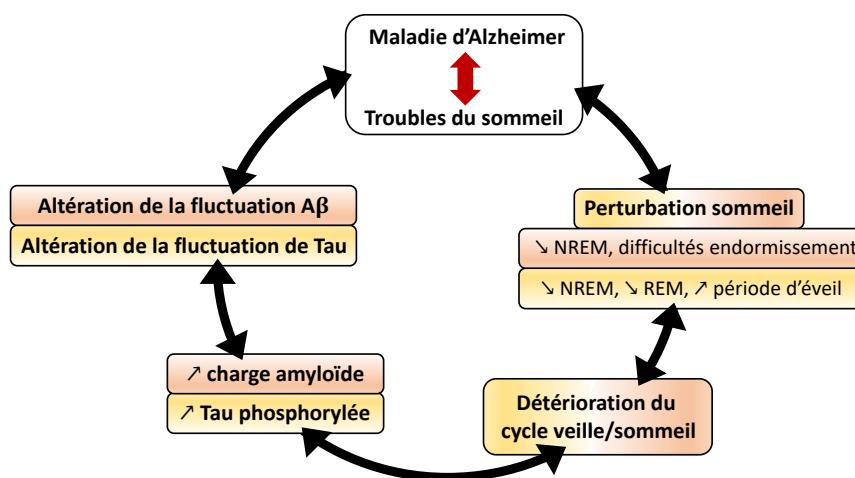 Maladie d’Alzheimer
Troubles du sommeil
Altération de la fluctuation Aβ
Altération de la fluctuation de Tau
Perturbation sommeil
↘ NREM, difficultés endormissement
↘ NREM, ↘ REM, ↗ période d’éveil
↗ charge amyloïde
↗ Tau phosphorylée
Détérioration du
cycle veille/sommeil